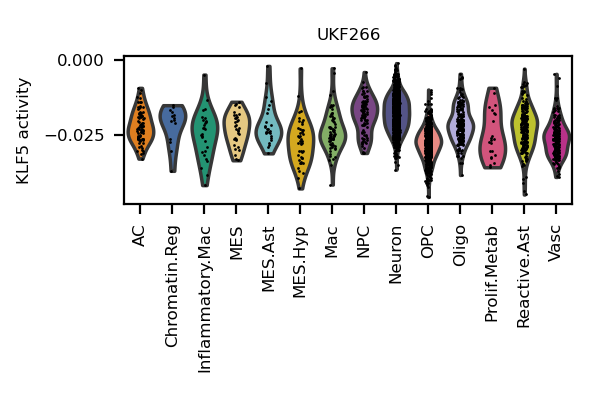 UKF266
KLF5 activity
0.000
−0.025
AC
Chromatin.Reg
Inflammatory.Mac
MES
MES.Ast
MES.Hyp
Mac
NPC
Neuron
OPC
Oligo
Prolif.Metab
Reactive.Ast
Vasc